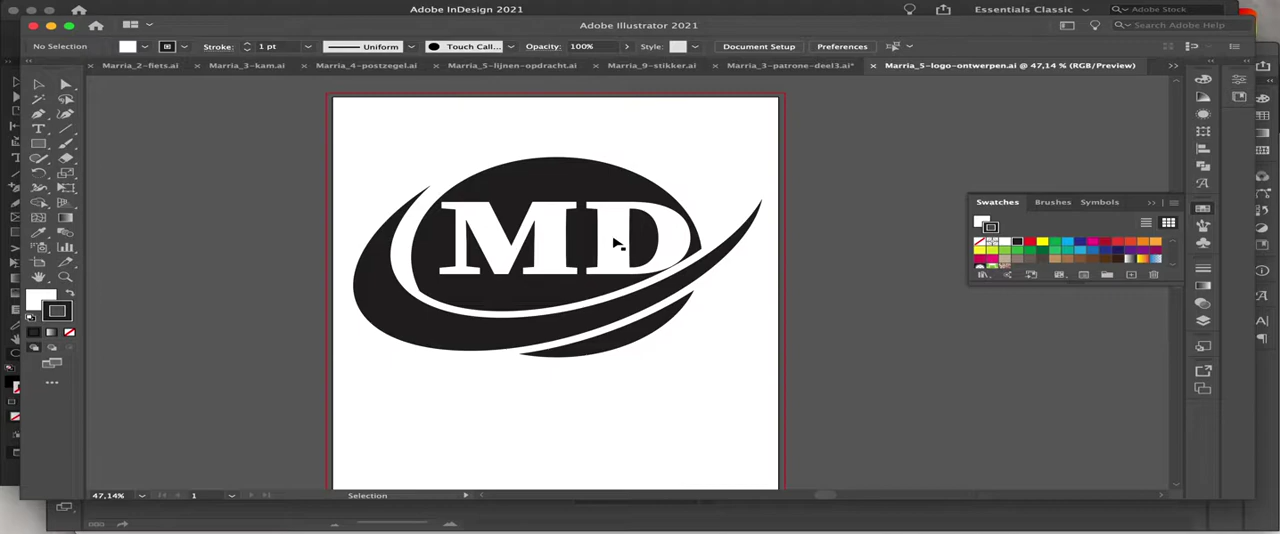 Adobe InDesign 2021
Essentials Classic
Adobe Stock
Adobe Illustrator 2021
Search Adobe Help
No Selection
Stroke:
1 pt
Uniform
Touch Call...
Opacity:
100%
Style:
Document Setup
Preferences
Marria_2-fiets.ai
Marria_3-kam.ai
Marria_4-postzegel.ai
Marria_5-lijnen-opdracht.ai
Marria_9-stikker.ai
Marria_3-patrone-deel3.ai*
Marria_5-logo-ontwerpen.ai @ 47,14 % (RGB/Preview)
MD
Swatches
Brushes
Symbols
47,14%
1
Selection